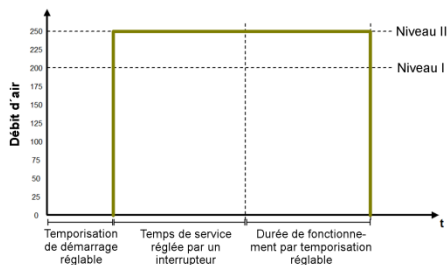 Débit d´air
250
225
200
175
150
125
100
75
50
25
0
Niveau II
Niveau I
t
Temporisation
de démarrage
réglable
Temps de service
réglée par un
interrupteur
Durée de fonctionne-
ment par temporisation
réglable